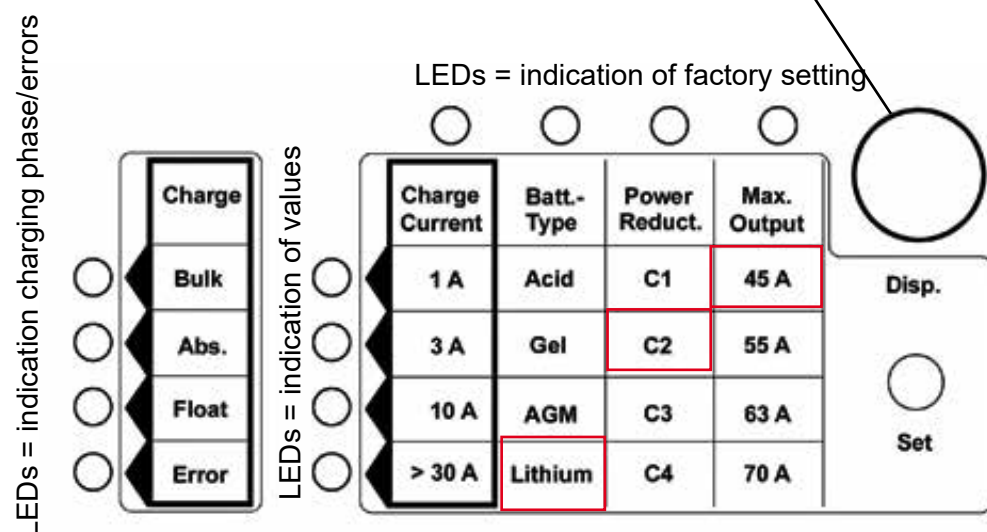 LEDs = indication charging phase/errors
LEDs = indication of factory setting
LEDs = indication of values
Charge
Bulk
Abs.
Float
Error
Charge Current
Batt.- Type
Power Reduct.
Max. Output
1 A
Acid
C1
45 A
3 A
Gel
C2
55 A
10 A
AGM
C3
63 A
> 30 A
Lithium
C4
70 A
Disp.
Set